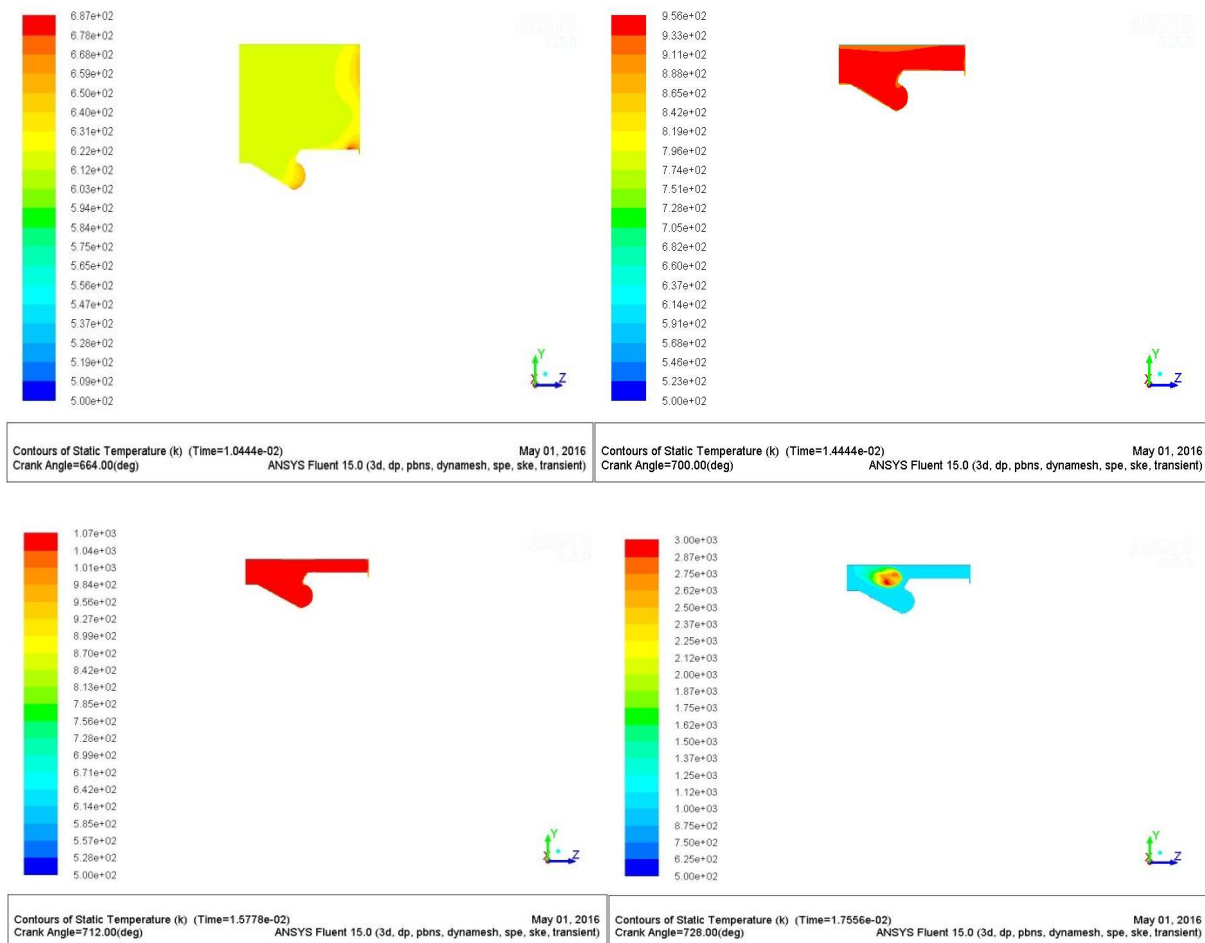 6.87e+02
6.78e+02
6.68e+02
6.59e+02
6.50e+02
6.40e+02
6.31e+02
6.22e+02
6.12e+02
6.03e+02
5.94e+02
5.84e+02
5.75e+02
5.65e+02
5.56e+02
5.47e+02
5.37e+02
5.28e+02
5.19e+02
5.09e+02
5.00e+02
ANSYS
Y
X
Z
Contours of Static Temperature (k) (Time=1.0444e-02)
May 01, 2016
Crank Angle=664.00(deg)
ANSYS Fluent 15.0 (3d, dp, pbns, dynamesh, spe, ske, transient)
9.56e+02
9.33e+02
9.11e+02
8.88e+02
8.65e+02
8.42e+02
8.19e+02
7.96e+02
7.74e+02
7.51e+02
7.28e+02
7.05e+02
6.82e+02
6.60e+02
6.37e+02
6.14e+02
5.91e+02
5.68e+02
5.46e+02
5.23e+02
5.00e+02
ANSYS
Y
X
Z
Contours of Static Temperature (k) (Time=1.4444e-02)
May 01, 2016
Crank Angle=700.00(deg)
ANSYS Fluent 15.0 (3d, dp, pbns, dynamesh, spe, ske, transient)
1.07e+03
1.04e+03
1.01e+03
9.84e+02
9.56e+02
9.27e+02
8.99e+02
8.70e+02
8.42e+02
8.13e+02
7.85e+02
7.56e+02
7.28e+02
6.99e+02
6.71e+02
6.42e+02
6.14e+02
5.85e+02
5.57e+02
5.28e+02
5.00e+02
ANSYS
Y
X
Z
Contours of Static Temperature (k) (Time=1.5778e-02)
May 01, 2016
Crank Angle=712.00(deg)
ANSYS Fluent 15.0 (3d, dp, pbns, dynamesh, spe, ske, transient)
3.00e+03
2.87e+03
2.75e+03
2.62e+03
2.50e+03
2.37e+03
2.25e+03
2.12e+03
2.00e+03
1.87e+03
1.75e+03
1.62e+03
1.50e+03
1.37e+03
1.25e+03
1.12e+03
1.00e+03
8.75e+02
7.50e+02
6.25e+02
5.00e+02
ANSYS
Y
X
Z
Contours of Static Temperature (k) (Time=1.7556e-02)
May 01, 2016
Crank Angle=728.00(deg)
ANSYS Fluent 15.0 (3d, dp, pbns, dynamesh, spe, ske, transient)